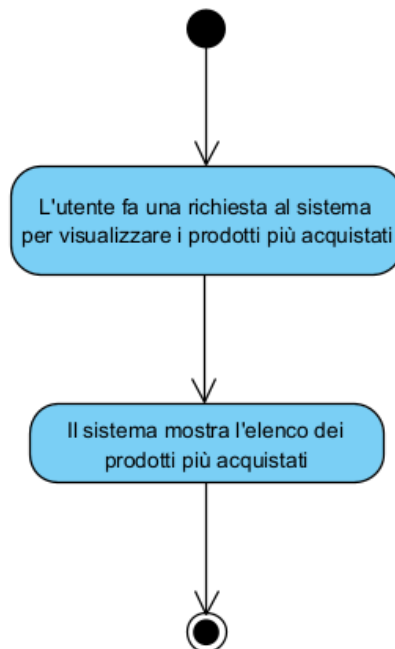 L'utente fa una richiesta al sistema
per visualizzare i prodotti più acquistati
Il sistema mostra l'elenco dei
prodotti più acquistati